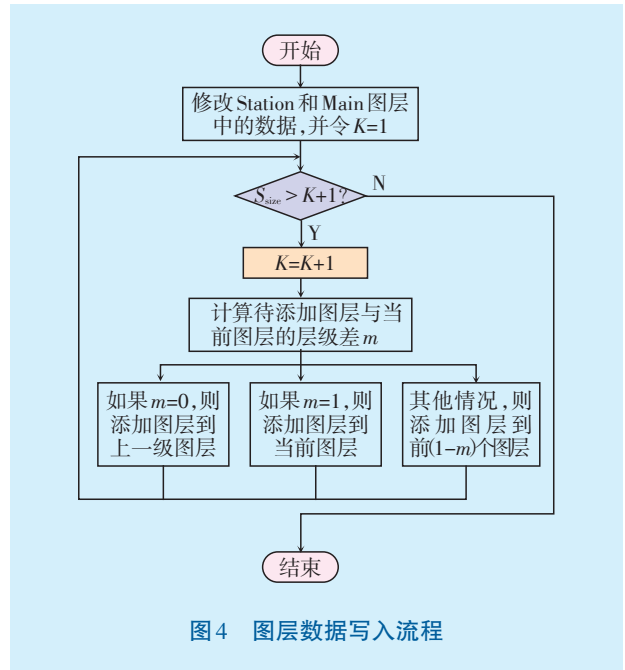 开始
修改Station和Main图层
中的数据,并令K=1
S_size > K+1?
N
Y
K=K+1
计算待添加图层与当
前图层的层级差m
如果m=0,则
添加图层到
上一级图层
如果m=1,则
添加图层到
当前图层
其他情况,则
添加图层到
前(1-m)个图层
结束
图4 图层数据写入流程